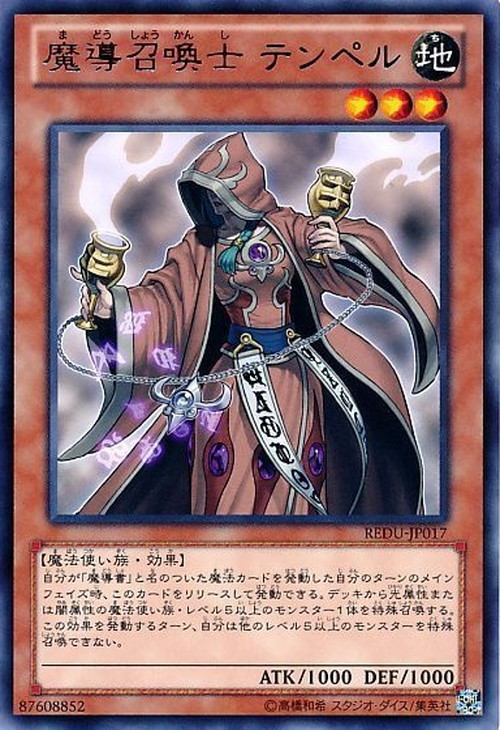 魔導召喚士 テンペル
ま どう しょう かん し
地
REDU-JP017
【魔法使い族・効果】
自分が「魔導書」と名のついた魔法カードを発動した自分のターンのメイン
フェイズ時、このカードをリリースして発動できる。デッキから光属性また
は闇属性の魔法使い族・レベル5以上のモンスター1体を特殊召喚する。
この効果を発動するターン、自分は他のレベル5以上のモンスターを特殊
召喚できない。
ATK/1000 DEF/1000
87608852
©高橋和希 スタジオ・ダイス/集英社